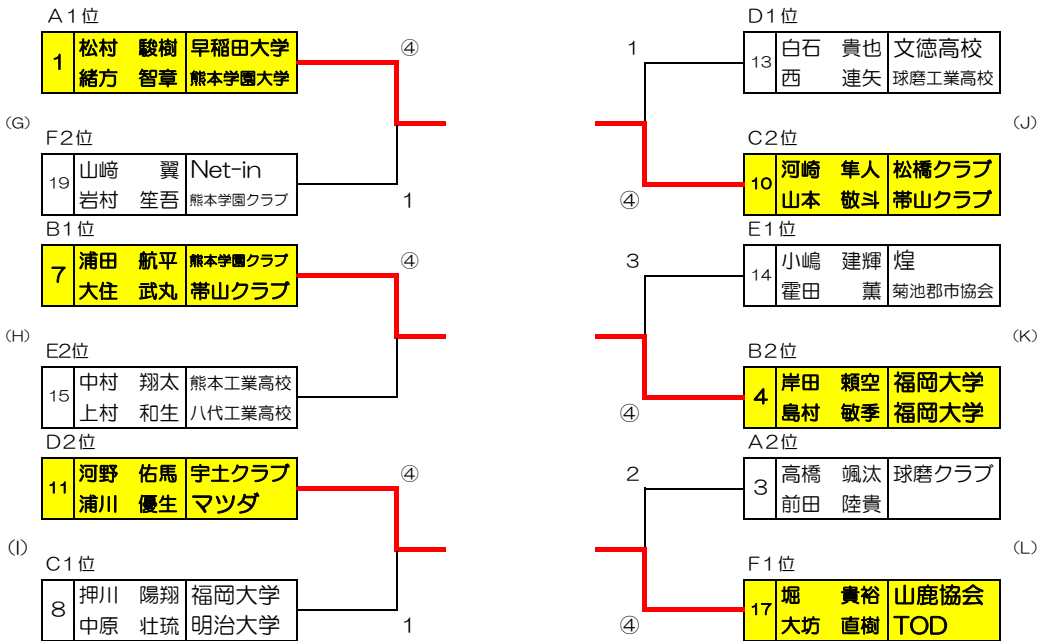 A1位
1 松村 駿樹 早稲田大学
緒方 智章 熊本学園大学
④
(G)
F2位
19 山﨑 翼 Net-in
岩村 笙吾 熊本学園クラブ
1
B1位
7 浦田 航平 熊本学園クラブ
大住 武丸 帯山クラブ
④
(H)
E2位
15 中村 翔太 熊本工業高校
上村 和生 八代工業高校
D2位
11 河野 佑馬 宇土クラブ
浦川 優生 マツダ
④
(I)
C1位
8 押川 陽翔 福岡大学
中原 壮琉 明治大学
1
D1位
1
13 白石 貴也 文徳高校
西 連矢 球磨工業高校
(J)
C2位
10 河崎 隼人 松橋クラブ
山本 敬斗 帯山クラブ
④
E1位
3
14 小嶋 建輝 煌
霍田 薫 菊池郡市協会
(K)
B2位
4 岸田 頼空 福岡大学
島村 敏季 福岡大学
④
A2位
2
3 高橋 颯汰 球磨クラブ
前田 陸貴
(L)
F1位
17 堀 貴裕 山鹿協会
大坊 直樹 TOD
④